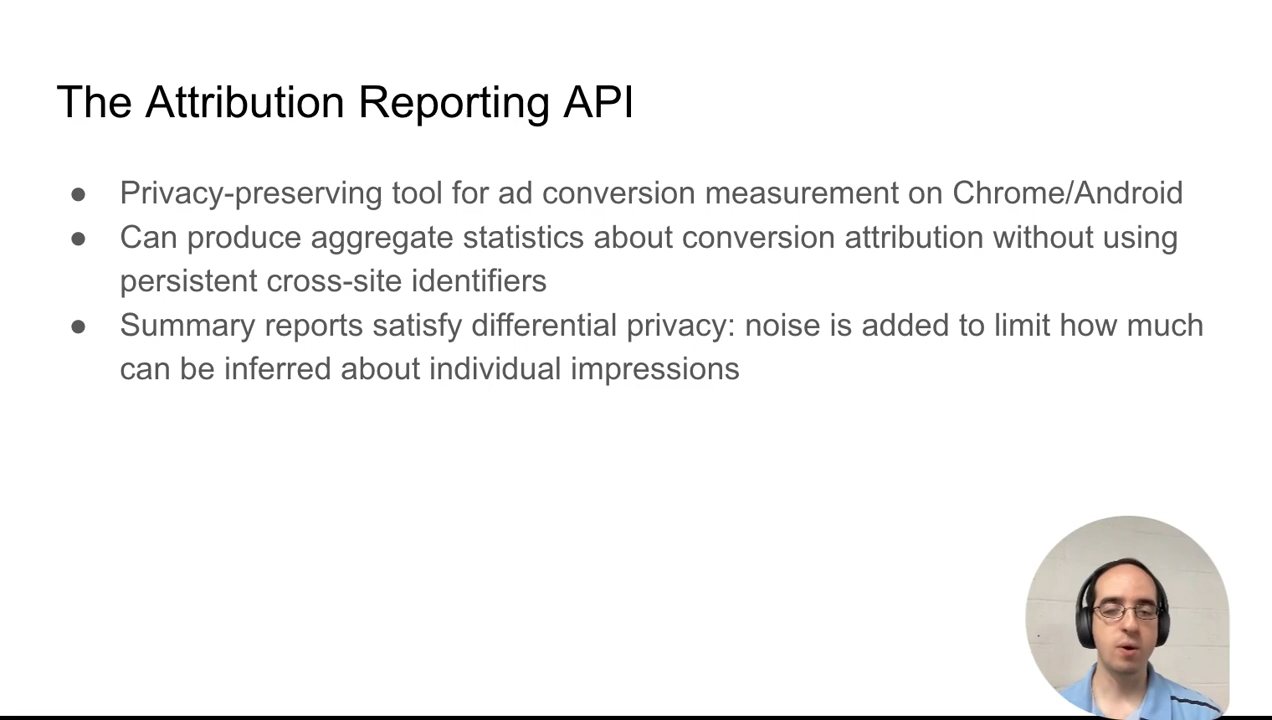 The Attribution Reporting API
● Privacy-preserving tool for ad conversion measurement on Chrome/Android
● Can produce aggregate statistics about conversion attribution without using
persistent cross-site identifiers
● Summary reports satisfy differential privacy: noise is added to limit how much
can be inferred about individual impressions